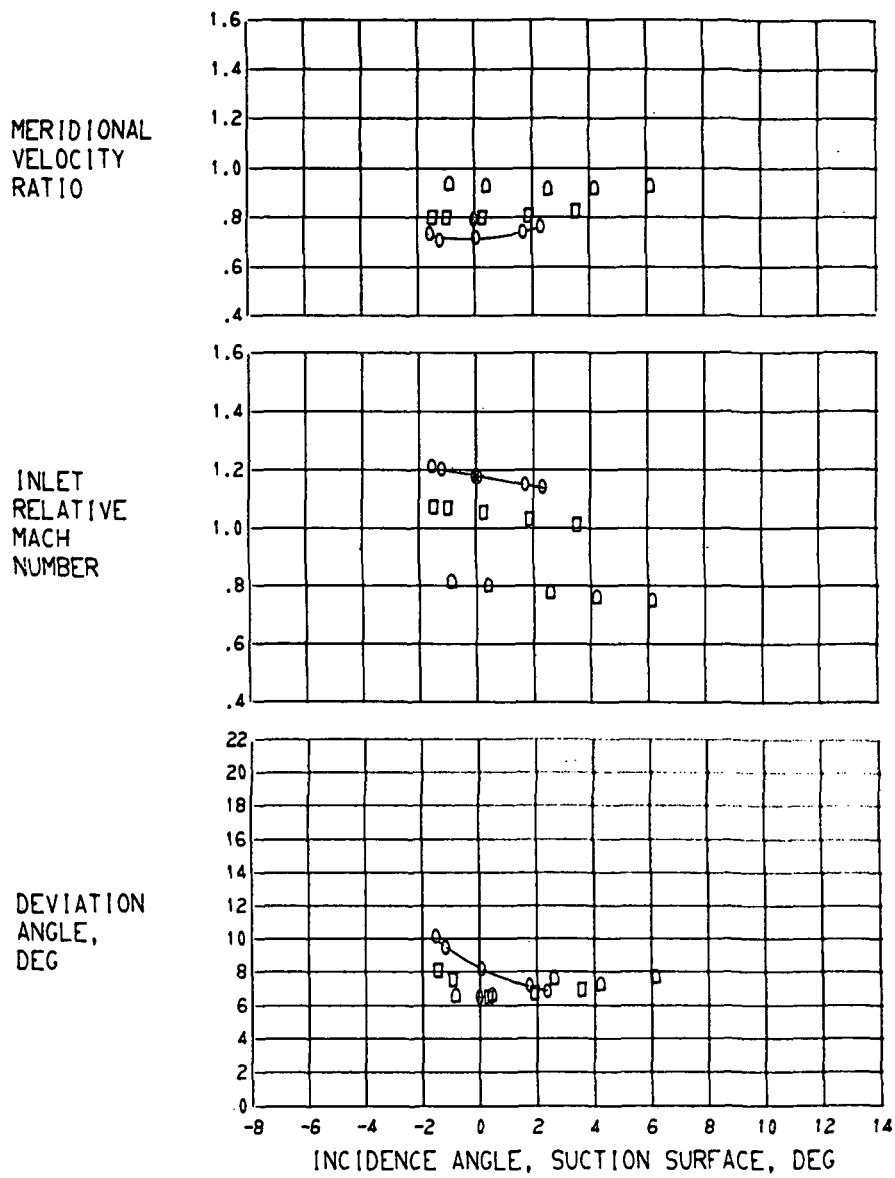 1.6
1.4
1.2
1.0
.8
.6
.4
MERIDIONAL
VELOCITY
RATIO
1.6
1.4
1.2
1.0
.8
.6
.4
INLET
RELATIVE
MACH
NUMBER
22
20
18
16
14
12
10
8
6
4
2
0
DEVIATION
ANGLE,
DEG
-8 -6 -4 -2 0 2 4 6 8 10 12 14
INCIDENCE ANGLE, SUCTION SURFACE, DEG